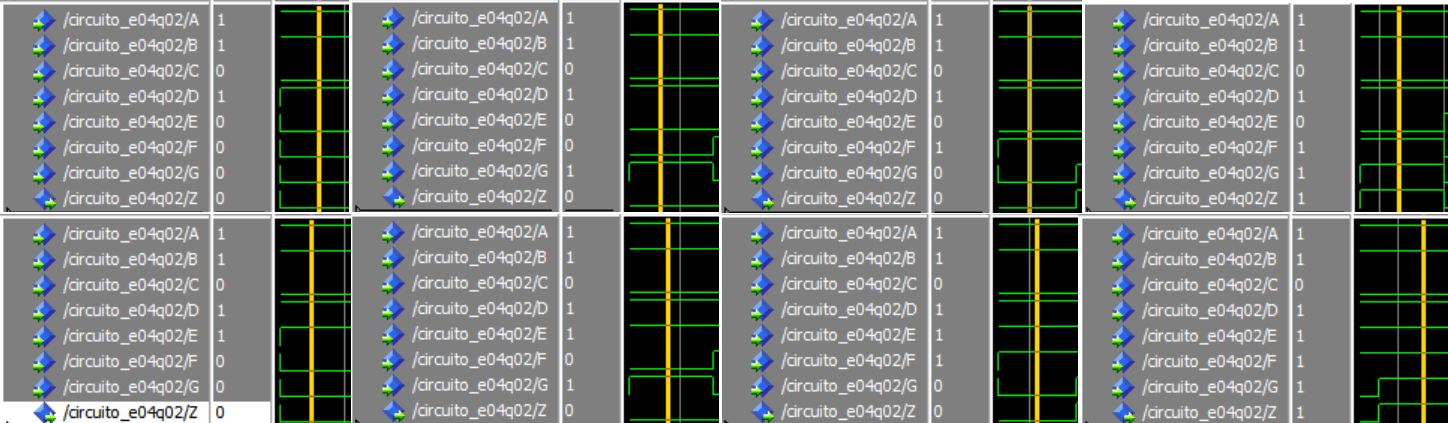 /circuito_e04q02/A 1
/circuito_e04q02/B 1
/circuito_e04q02/C 0
/circuito_e04q02/D 1
/circuito_e04q02/E 0
/circuito_e04q02/F 0
/circuito_e04q02/G 0
/circuito_e04q02/Z 0
/circuito_e04q02/A 1
/circuito_e04q02/B 1
/circuito_e04q02/C 0
/circuito_e04q02/D 1
/circuito_e04q02/E 0
/circuito_e04q02/F 0
/circuito_e04q02/G 1
/circuito_e04q02/Z 0
/circuito_e04q02/A 1
/circuito_e04q02/B 1
/circuito_e04q02/C 0
/circuito_e04q02/D 1
/circuito_e04q02/E 0
/circuito_e04q02/F 1
/circuito_e04q02/G 0
/circuito_e04q02/Z 0
/circuito_e04q02/A 1
/circuito_e04q02/B 1
/circuito_e04q02/C 0
/circuito_e04q02/D 1
/circuito_e04q02/E 0
/circuito_e04q02/F 1
/circuito_e04q02/G 1
/circuito_e04q02/Z 1
/circuito_e04q02/A 1
/circuito_e04q02/B 1
/circuito_e04q02/C 0
/circuito_e04q02/D 1
/circuito_e04q02/E 1
/circuito_e04q02/F 0
/circuito_e04q02/G 0
/circuito_e04q02/Z 0
/circuito_e04q02/A 1
/circuito_e04q02/B 1
/circuito_e04q02/C 0
/circuito_e04q02/D 1
/circuito_e04q02/E 1
/circuito_e04q02/F 0
/circuito_e04q02/G 1
/circuito_e04q02/Z 0
/circuito_e04q02/A 1
/circuito_e04q02/B 1
/circuito_e04q02/C 0
/circuito_e04q02/D 1
/circuito_e04q02/E 1
/circuito_e04q02/F 1
/circuito_e04q02/G 0
/circuito_e04q02/Z 0
/circuito_e04q02/A 1
/circuito_e04q02/B 1
/circuito_e04q02/C 0
/circuito_e04q02/D 1
/circuito_e04q02/E 1
/circuito_e04q02/F 1
/circuito_e04q02/G 1
/circuito_e04q02/Z 1